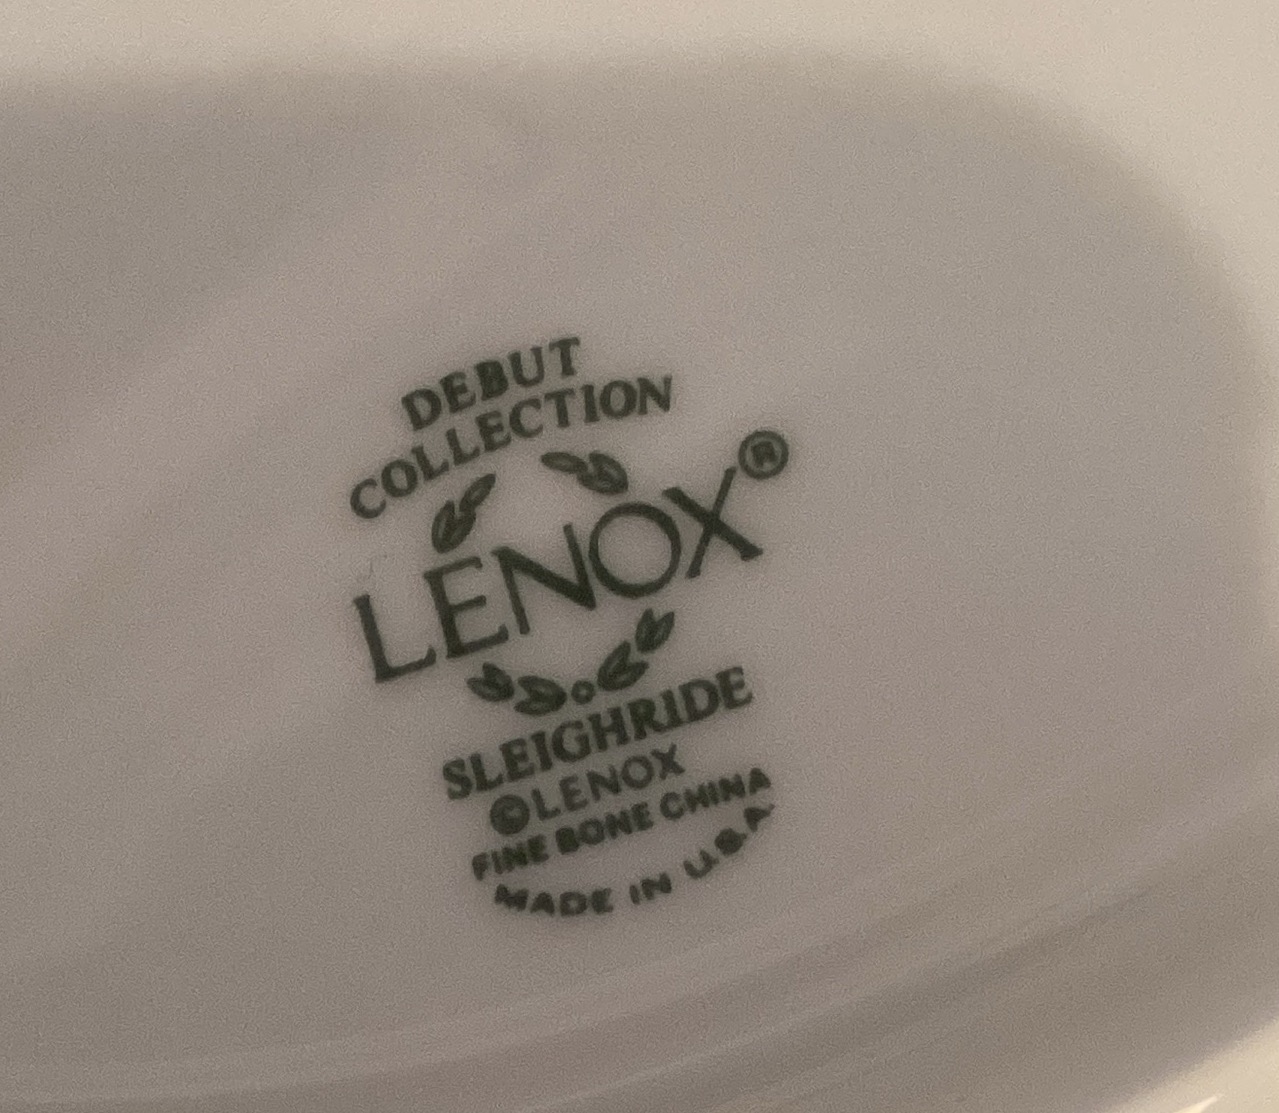 DEBUT
COLLECTION
LENOX®
SLEIGHRIDE
©LENOX
FINE BONE CHINA
MADE IN U.S.A.